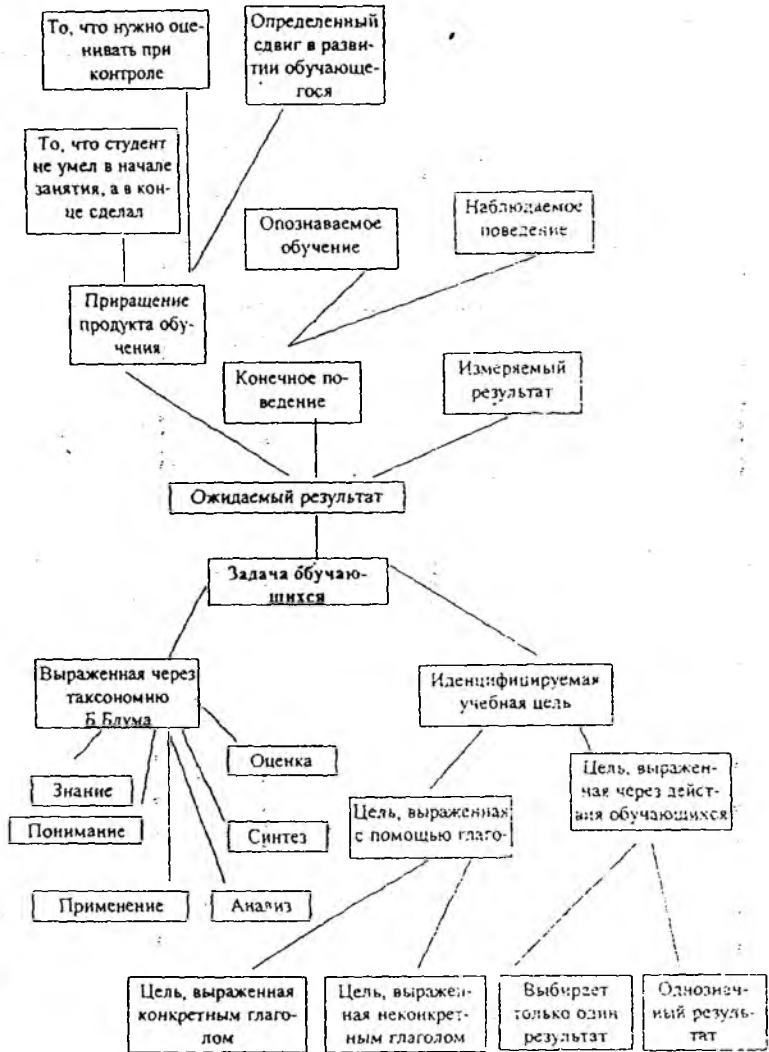 То, что нужно оце-
нивать при
контроле
Определенный
сдвиг в разви
тии обучающе-
гося
То, что студент
не умел в начале
занятия, а в кон-
це сделал
Опознаваемое
обучение
Наблюдаемое
поведение
Приращение
продукта обу-
чения
Конечное по-
ведение
Измеряемый
результат
Ожидаемый результат
Задача обучаю-
щихся
Выраженная через
таксономию
Б Блума
Иденцифицируемая
учебная цель
Оценка
Знание
Понимание
Синтез
Применение
Анализ
Цель, выраженная
с помощью глаго-
Цель, выражен-
ная через дейст-
вия обучающихся
Цель, выраженная
конкретным глаго-
лом
Цель, выражен-
ная неконкрет-
ным глаголом
Выбирает
только один
результат
Однознач-
ный резуль-
тат